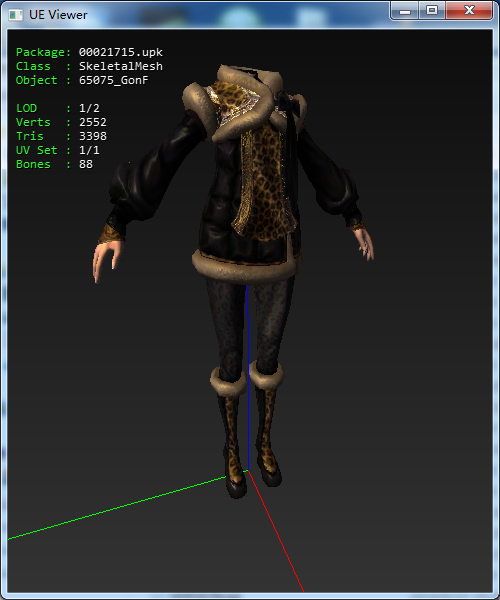 UE Viewer
Package: 00021715.upk
Class : SkeletalMesh
Object : 65075_GonF
LOD : 1/2
Verts : 2552
Tris : 3398
UV Set : 1/1
Bones : 88